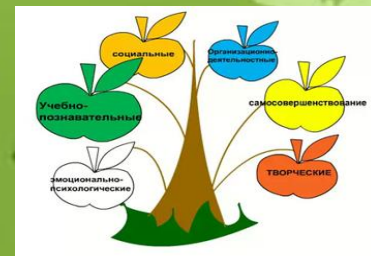 социальные
Организационно-
деятельностные
Учебно-
познавательные
самосовершенствование
эмоционально-
психологические
ТВОРЧЕСКИЕ